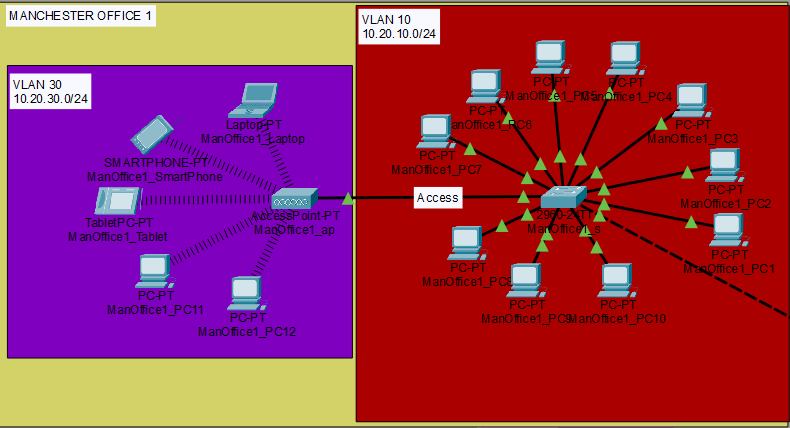 MANCHESTER OFFICE 1
VLAN 10
10.20.10.0/24
VLAN 30
10.20.30.0/24
Laptop-PT
ManOffice1_Laptop
SMARTPHONE-PT
ManOffice1_SmartPhone
TabletPC-PT
ManOffice1_Tablet
PC-PT
ManOffice1_PC11
PC-PT
ManOffice1_PC12
AccessPoint-PT
ManOffice1_ap
Access
2960-24TT
ManOffice1_s
PC-PT
ManOffice1_PC7
PC-PT
ManOffice1_PC6
PC-PT
ManOffice1_PC5
PC-PT
ManOffice1_PC4
PC-PT
ManOffice1_PC3
PC-PT
ManOffice1_PC2
PC-PT
ManOffice1_PC1
PC-PT
ManOffice1_PC8
PC-PT
ManOffice1_PC9
PC-PT
ManOffice1_PC10